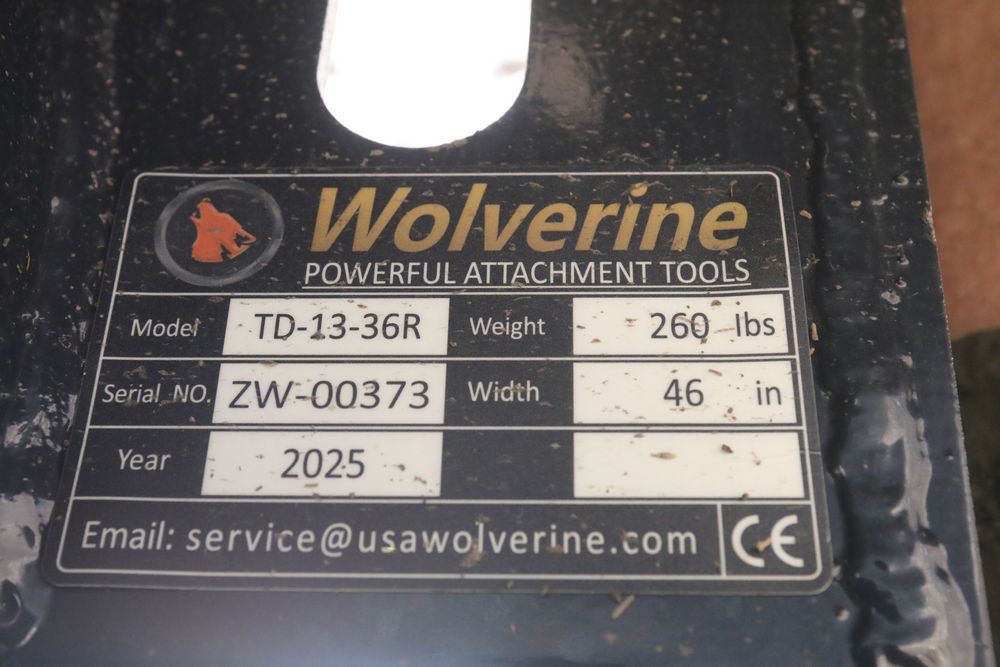 Wolverine
POWERFUL ATTACHMENT TOOLS
Model TD-13-36R Weight 260 lbs
Serial NO. ZW-00373 Width 46 in
Year 2025
Email: service@usawolverine.com CE